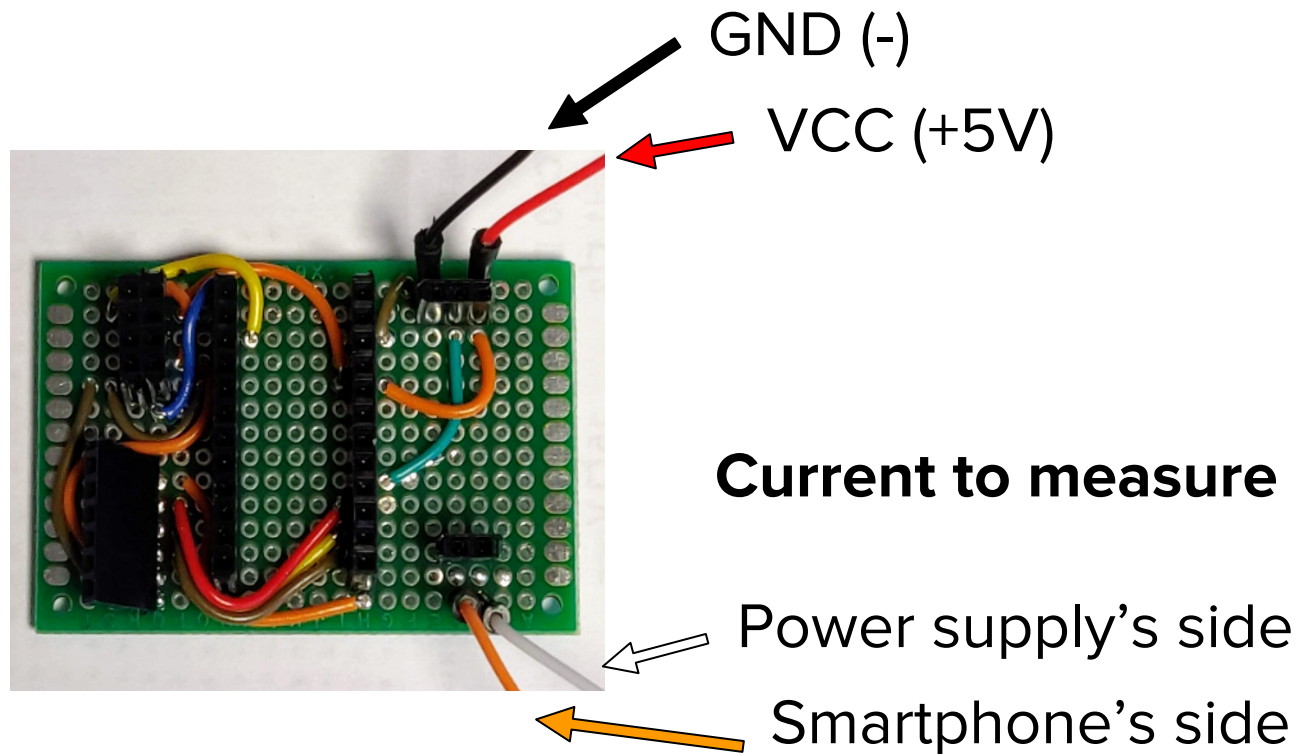 GND (-)
VCC (+5V)
Current to measure
Power supply’s side
Smartphone’s side